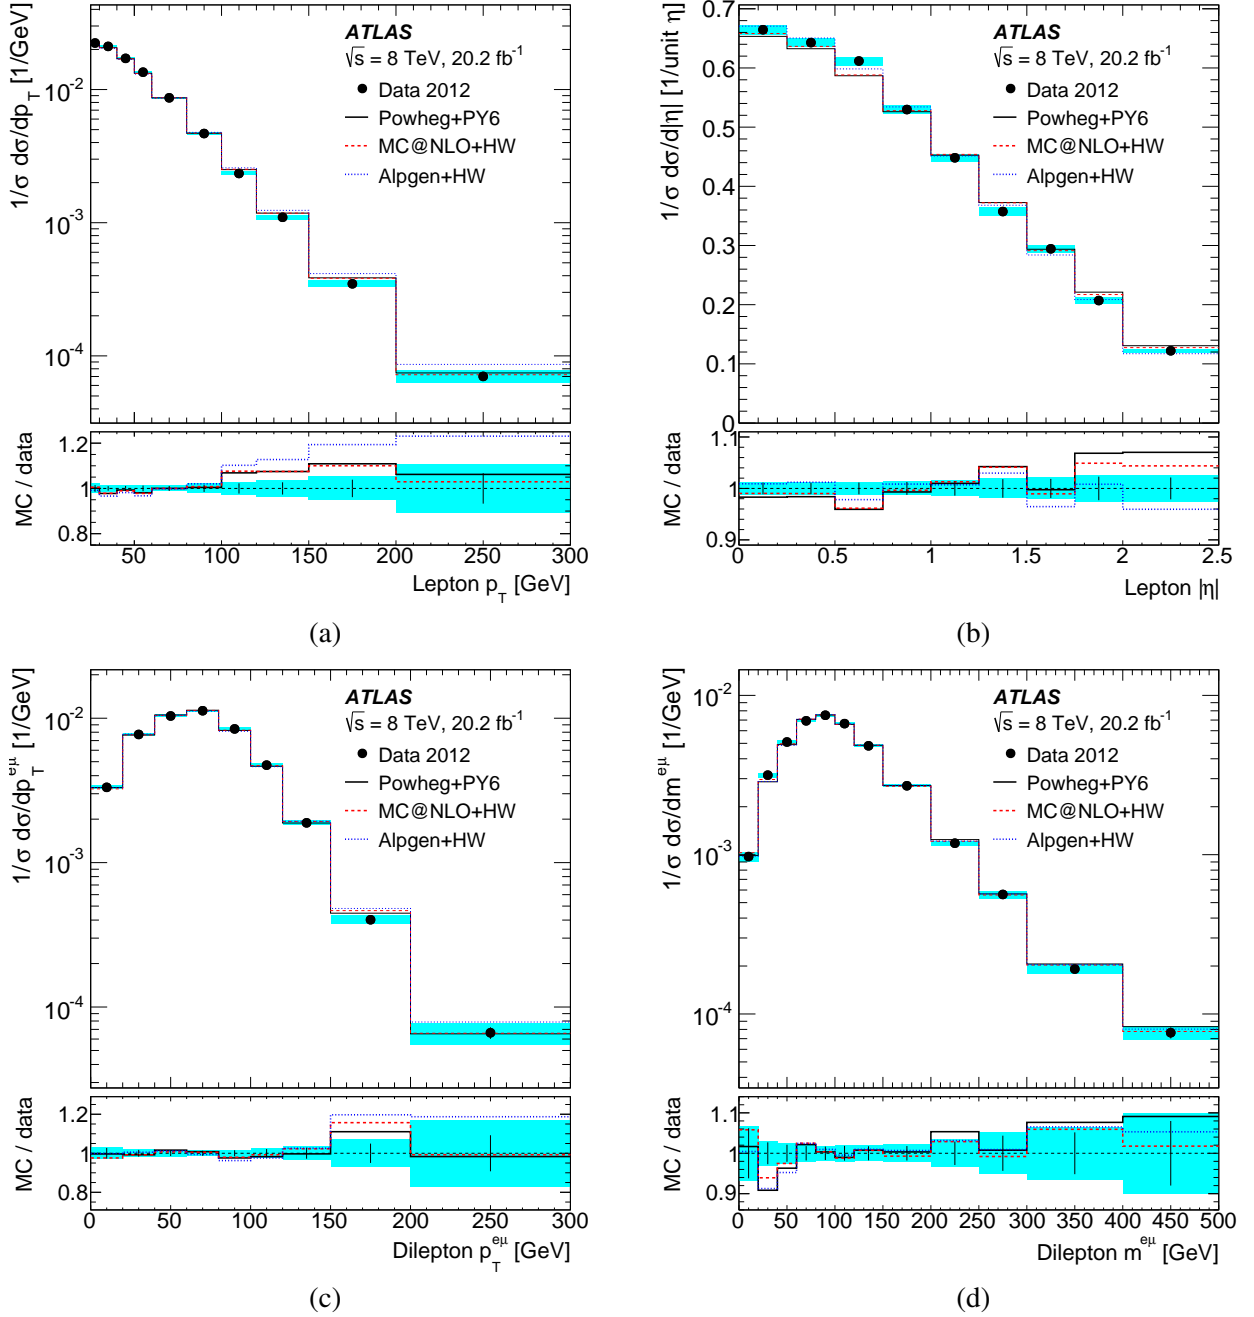 1/σ dσ/dp_T [1/GeV]
10^-2
10^-3
10^-4
ATLAS
√s = 8 TeV, 20.2 fb^-1
Data 2012
Powheg+PY6
MC@NLO+HW
Alpgen+HW
MC / data
1.2
1
0.8
50 100 150 200 250 300
Lepton p_T [GeV]
(a)
1/σ dσ/d|η| [1/unit η]
0.7
0.6
0.5
0.4
0.3
0.2
0.1
0
ATLAS
√s = 8 TeV, 20.2 fb^-1
Data 2012
Powheg+PY6
MC@NLO+HW
Alpgen+HW
MC / data
1.1
1
0.9
0 0.5 1 1.5 2 2.5
Lepton |η|
(b)
1/σ dσ/dp_T^eμ [1/GeV]
10^-2
10^-3
10^-4
ATLAS
√s = 8 TeV, 20.2 fb^-1
Data 2012
Powheg+PY6
MC@NLO+HW
Alpgen+HW
MC / data
1.2
1
0.8
0 50 100 150 200 250 300
Dilepton p_T^eμ [GeV]
(c)
1/σ dσ/dm^eμ [1/GeV]
10^-2
10^-3
10^-4
ATLAS
√s = 8 TeV, 20.2 fb^-1
Data 2012
Powheg+PY6
MC@NLO+HW
Alpgen+HW
MC / data
1.1
1
0.9
0 50 100 150 200 250 300 350 400 450 500
Dilepton m^eμ [GeV]
(d)